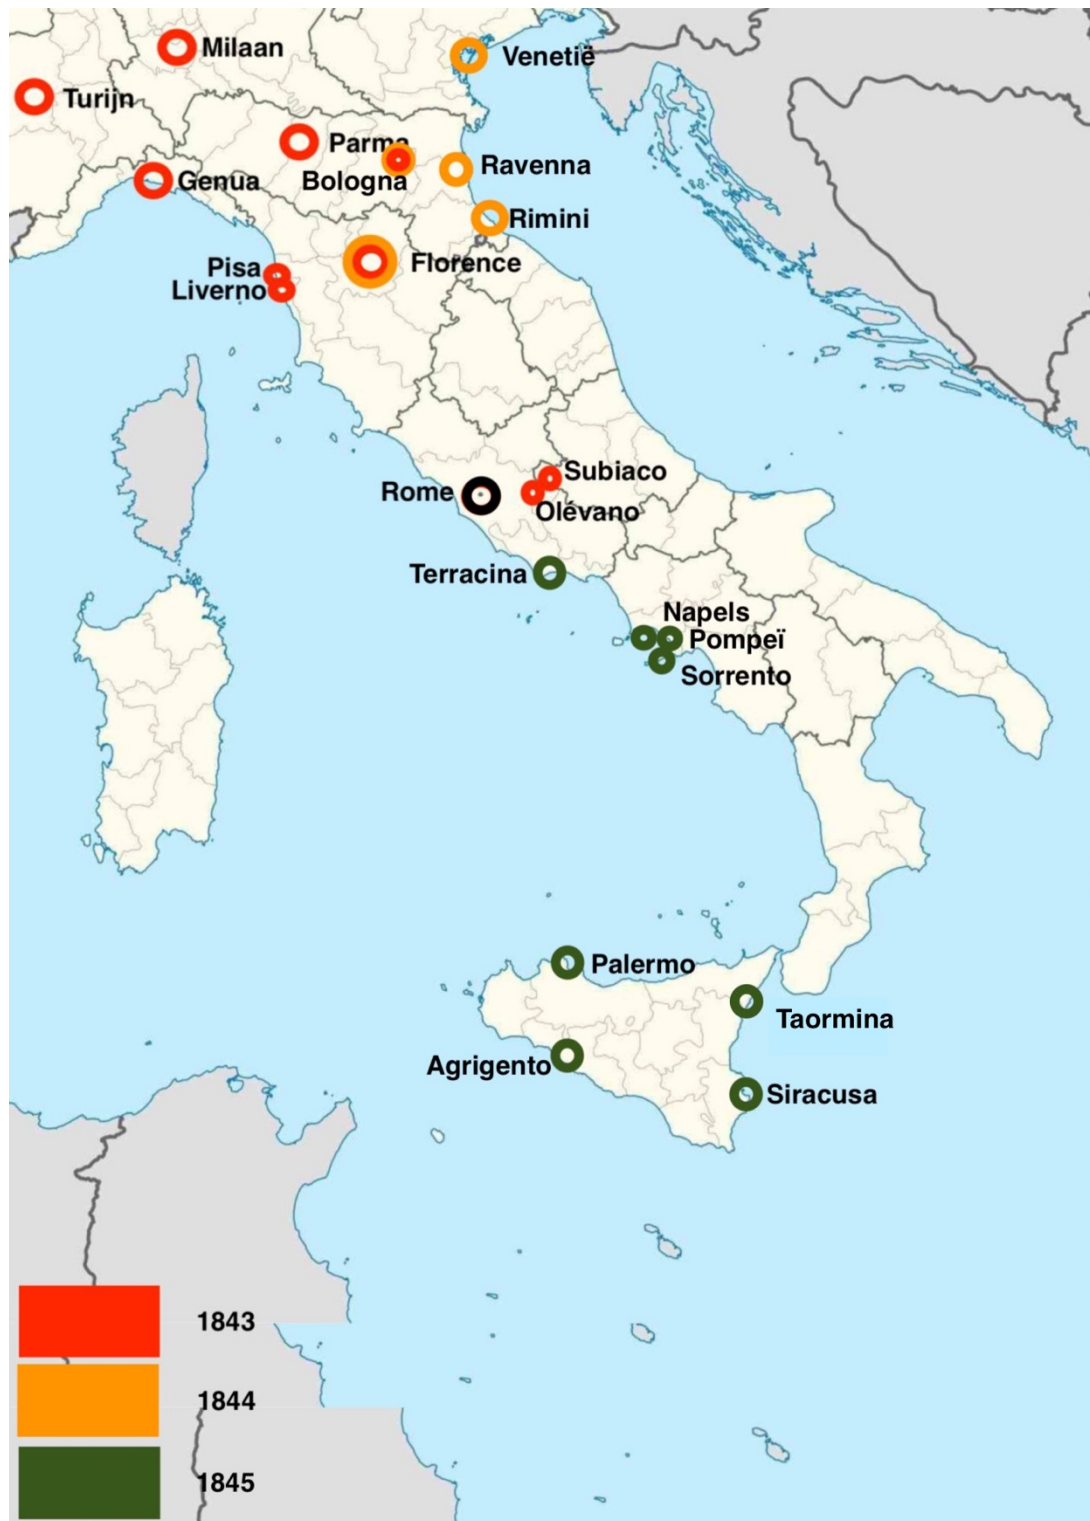 Milaan
Venetië
Turijn
Parma
Bologna
Ravenna
Genua
Rimini
Florence
Pisa
Liverno
Subiaco
Rome
Olévano
Terracina
Napels
Pompeï
Sorrento
Palermo
Taormina
Agrigento
Siracusa
1843
1844
1845